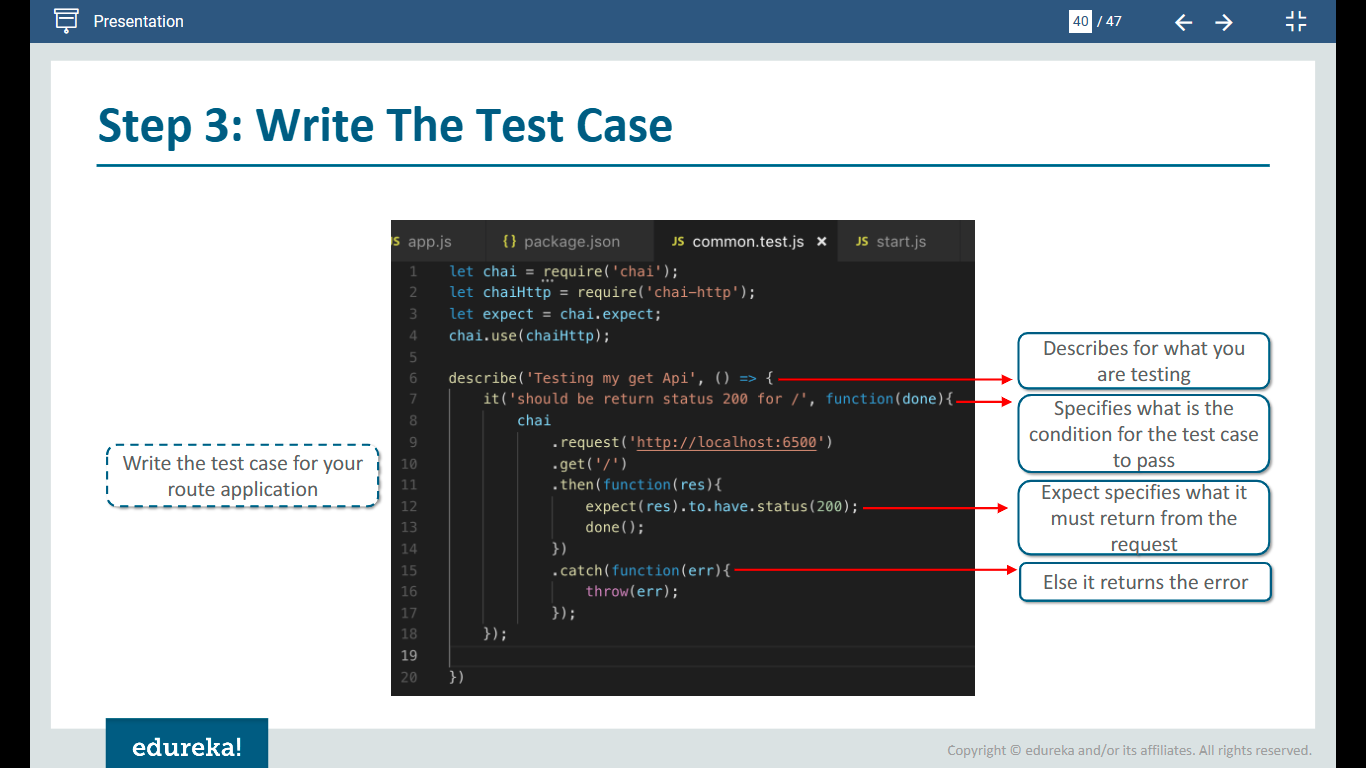 Presentation
40 / 47
Step 3: Write The Test Case
JS app.js
{ } package.json
JS common.test.js ×
JS start.js
1 let chai = require('chai');
2 let chaiHttp = require('chai-http');
3 let expect = chai.expect;
4 chai.use(chaiHttp);
5
6 describe('Testing my get Api', () => {
7 it('should be return status 200 for /', function(done){
8 chai
9 .request('http://localhost:6500')
10 .get('/')
11 .then(function(res){
12 expect(res).to.have.status(200);
13 done();
14 })
15 .catch(function(err){
16 throw(err);
17 });
18 });
19
20 })
Write the test case for your
route application
Describes for what you
are testing
Specifies what is the
condition for the test case
to pass
Expect specifies what it
must return from the
request
Else it returns the error
edureka!
Copyright © edureka and/or its affiliates. All rights reserved.